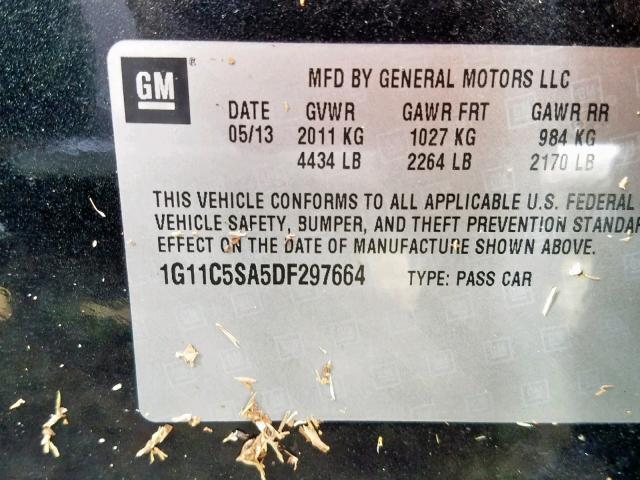 GM
MFD BY GENERAL MOTORS LLC
DATE GVWR GAWR FRT GAWR RR
05/13 2011 KG 1027 KG 984 KG
4434 LB 2264 LB 2170 LB
THIS VEHICLE CONFORMS TO ALL APPLICABLE U.S. FEDERAL
VEHICLE SAFETY, BUMPER, AND THEFT PREVENTION STANDAR
EFFECT ON THE DATE OF MANUFACTURE SHOWN ABOVE.
1G11C5SA5DF297664 TYPE: PASS CAR